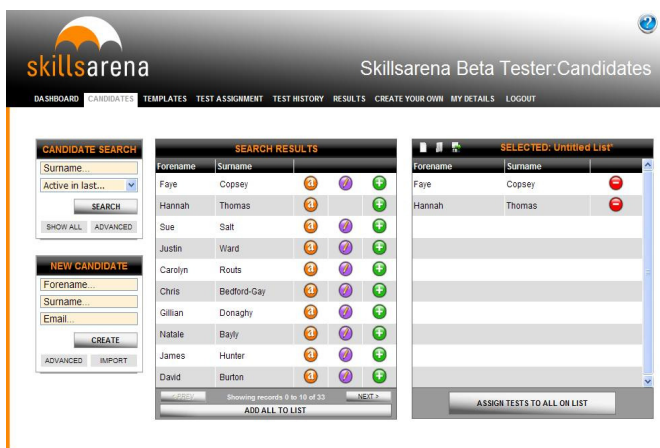 skillsarena
Skillsarena Beta Tester:Candidates
DASHBOARD CANDIDATES TEMPLATES TEST ASSIGNMENT TEST HISTORY RESULTS CREATE YOUR OWN MY DETAILS LOGOUT
CANDIDATE SEARCH
Surname...
Active in last...
SEARCH
SHOW ALL ADVANCED
NEW CANDIDATE
Forename...
Surname...
Email...
CREATE
ADVANCED IMPORT
SEARCH RESULTS
Forename Surname
Faye Copsey
Hannah Thomas
Sue Salt
Justin Ward
Carolyn Routs
Chris Bedford-Gay
Gillian Donaghy
Natale Bayly
James Hunter
David Burton
< PREV Showing records 0 to 10 of 33 NEXT >
ADD ALL TO LIST
SELECTED: Untitled List*
Forename Surname
Faye Copsey
Hannah Thomas
ASSIGN TESTS TO ALL ON LIST